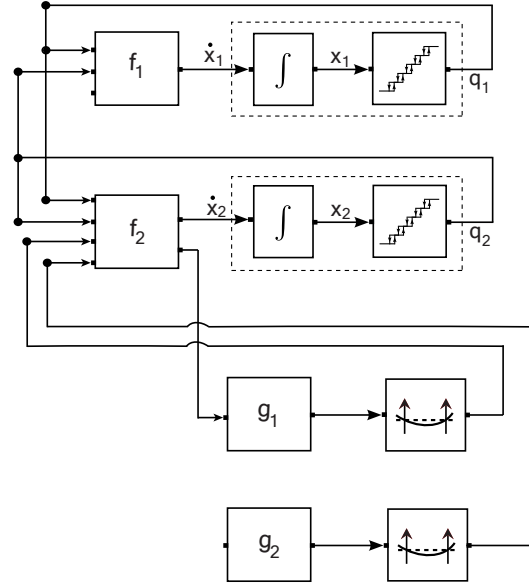 f₁
ẋ₁
∫
x₁
q₁
f₂
ẋ₂
∫
x₂
q₂
g₁
g₂